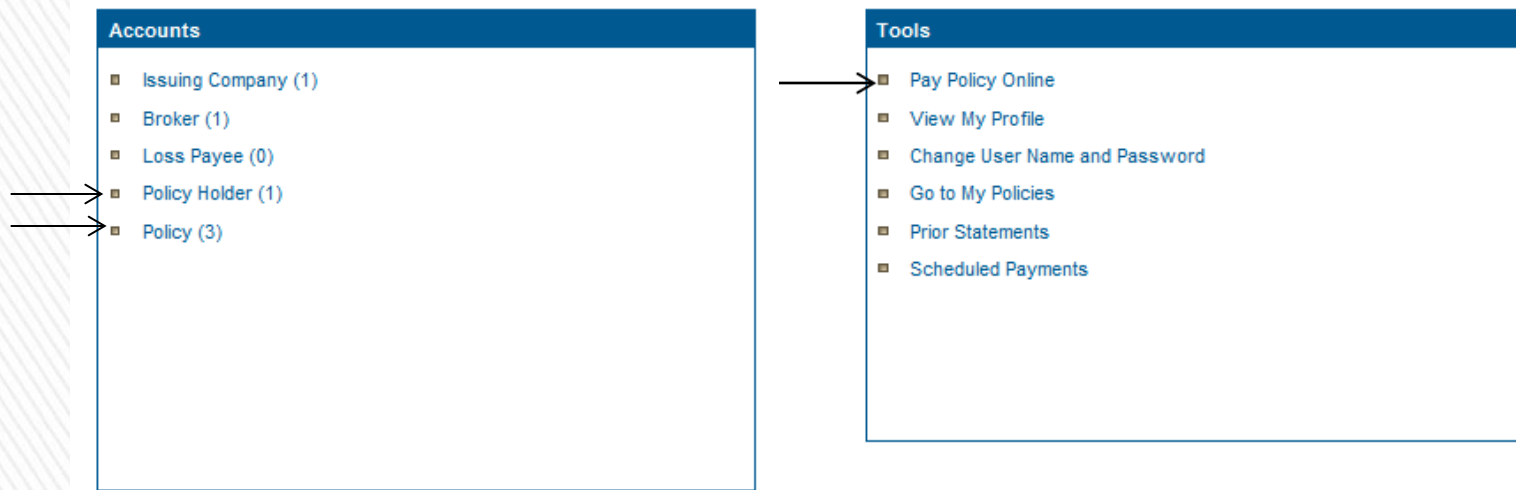 Accounts
Issuing Company (1)
Broker (1)
Loss Payee (0)
Policy Holder (1)
Policy (3)
Tools
Pay Policy Online
View My Profile
Change User Name and Password
Go to My Policies
Prior Statements
Scheduled Payments